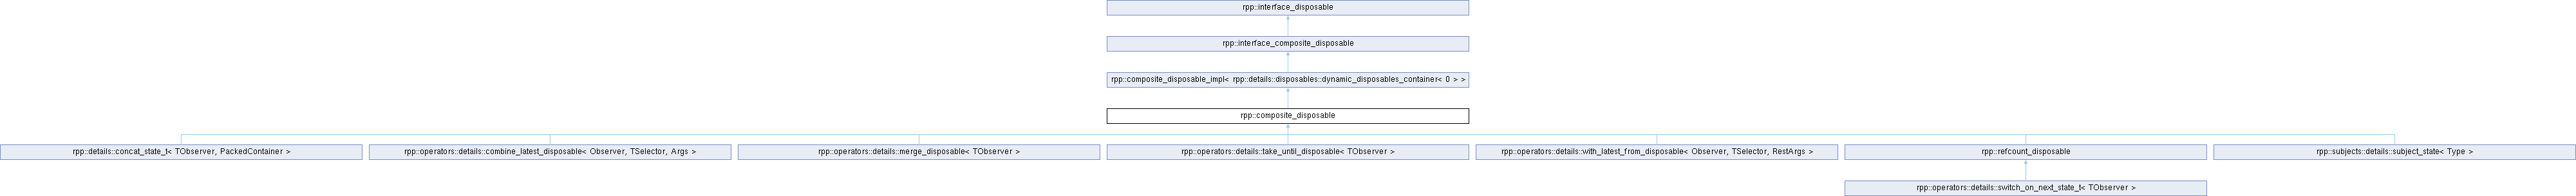 rpp::interface_disposable
rpp::interface_composite_disposable
rpp::composite_disposable_impl< rpp::details::disposables::dynamic_disposables_container< 0 > >
rpp::composite_disposable
rpp::details::concat_state_t< TObserver, PackedContainer >
rpp::operators::details::combine_latest_disposable< Observer, TSelector, Args >
rpp::operators::details::merge_disposable< TObserver >
rpp::operators::details::take_until_disposable< TObserver >
rpp::operators::details::with_latest_from_disposable< Observer, TSelector, RestArgs >
rpp::refcount_disposable
rpp::subjects::details::subject_state< Type >
rpp::operators::details::switch_on_next_state_t< TObserver >